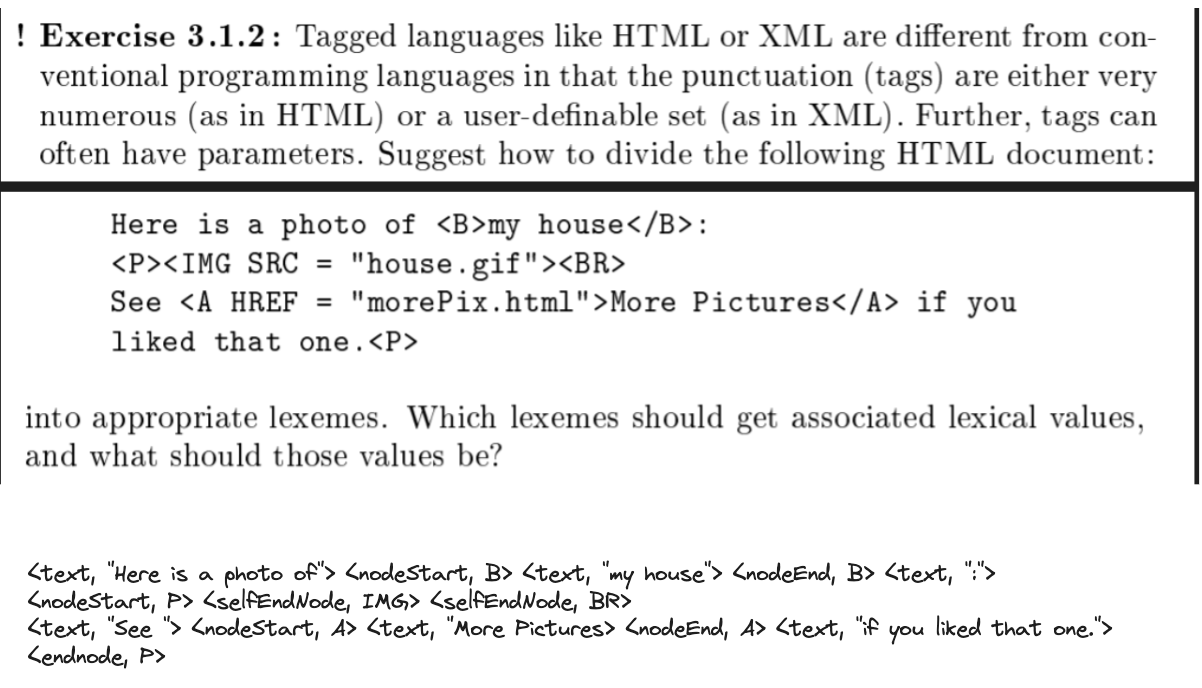 ! Exercise 3.1.2: Tagged languages like HTML or XML are different from con-
ventional programming languages in that the punctuation (tags) are either very
numerous (as in HTML) or a user-definable set (as in XML). Further, tags can
often have parameters. Suggest how to divide the following HTML document:
Here is a photo of <B>my house</B>:
<P><IMG SRC = "house.gif"><BR>
See <A HREF = "morePix.html">More Pictures</A> if you
liked that one.<P>
into appropriate lexemes. Which lexemes should get associated lexical values,
and what should those values be?
<text, "Here is a photo of"> <nodeStart, B> <text, "my house"> <nodeEnd, B> <text, ":">
<nodeStart, P> <selfEndNode, IMG> <selfEndNode, BR>
<text, "See "> <nodeStart, A> <text, "More Pictures> <nodeEnd, A> <text, "if you liked that one.">
<endnode, P>